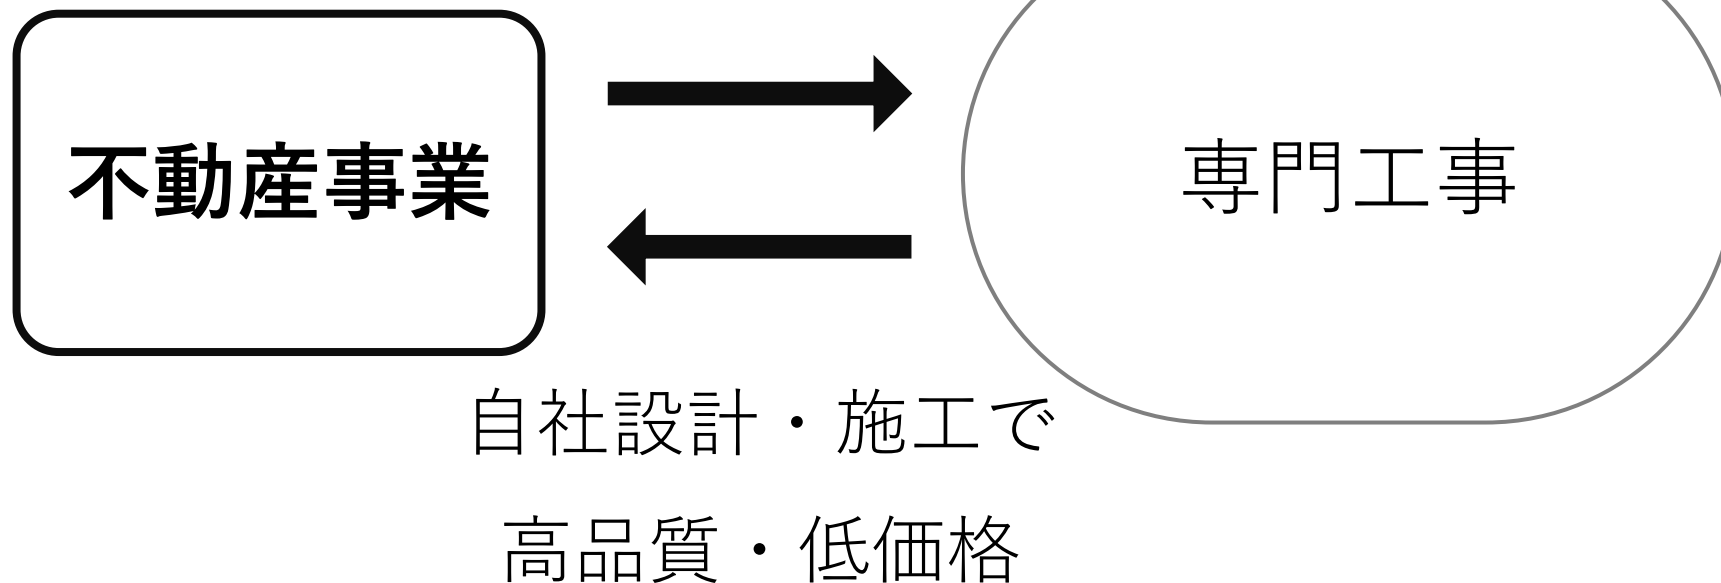 不動産事業
専門工事
自社設計・施工で
高品質・低価格